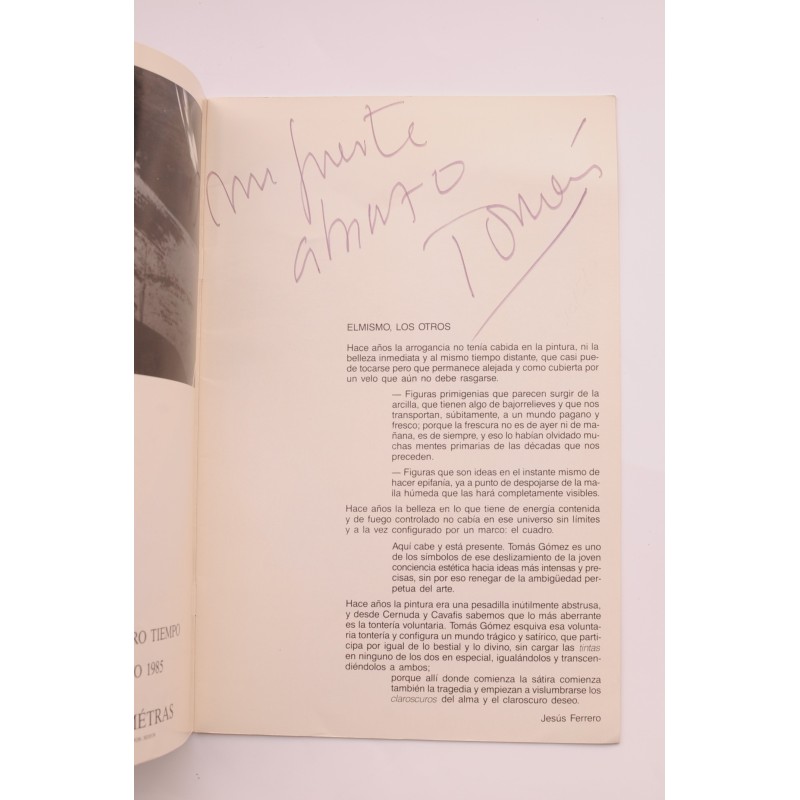 un fuerte
abrazo
Tomás
ELMISMO, LOS OTROS
Hace años la arrogancia no tenía cabida en la pintura, ni la
belleza inmediata y al mismo tiempo distante, que casi pue-
de tocarse pero que permanece alejada y como cubierta por
un velo que aún no debe rasgarse.
— Figuras primigenias que parecen surgir de la
arcilla, que tienen algo de bajorrelieves y que nos
transportan, súbitamente, a un mundo pagano y
fresco; porque la frescura no es de ayer ni de ma-
ñana, es de siempre, y eso lo habían olvidado mu-
chas mentes primarias de las décadas que nos
preceden.
— Figuras que son ideas en el instante mismo de
hacer epifanía, ya a punto de despojarse de la ma-
lla húmeda que las hará completamente visibles.
Hace años la belleza en lo que tiene de energía contenida
y de fuego controlado no cabía en ese universo sin límites
y a la vez configurado por un marco: el cuadro.
Aquí cabe y está presente. Tomás Gómez es uno
de los símbolos de ese deslizamiento de la joven
conciencia estética hacia ideas más intensas y pre-
cisas, sin por eso renegar de la ambigüedad per-
petua del arte.
Hace años la pintura era una pesadilla inútilmente abstrusa,
y desde Cernuda y Cavafis sabemos que lo más aberrante
es la tontería voluntaria. Tomás Gómez esquiva esa volunta-
ria tontería y configura un mundo trágico y satírico, que parti-
cipa por igual de lo bestial y lo divino, sin cargar las tintas
en ninguno de los dos en especial, igualándolos y transcen-
diéndolos a ambos;
porque allí donde comienza la sátira comienza
también la tragedia y empiezan a vislumbrarse los
claroscuros del alma y el claroscuro deseo.
Jesús Ferrero
RO TIEMPO
O 1985
MÉTRAS